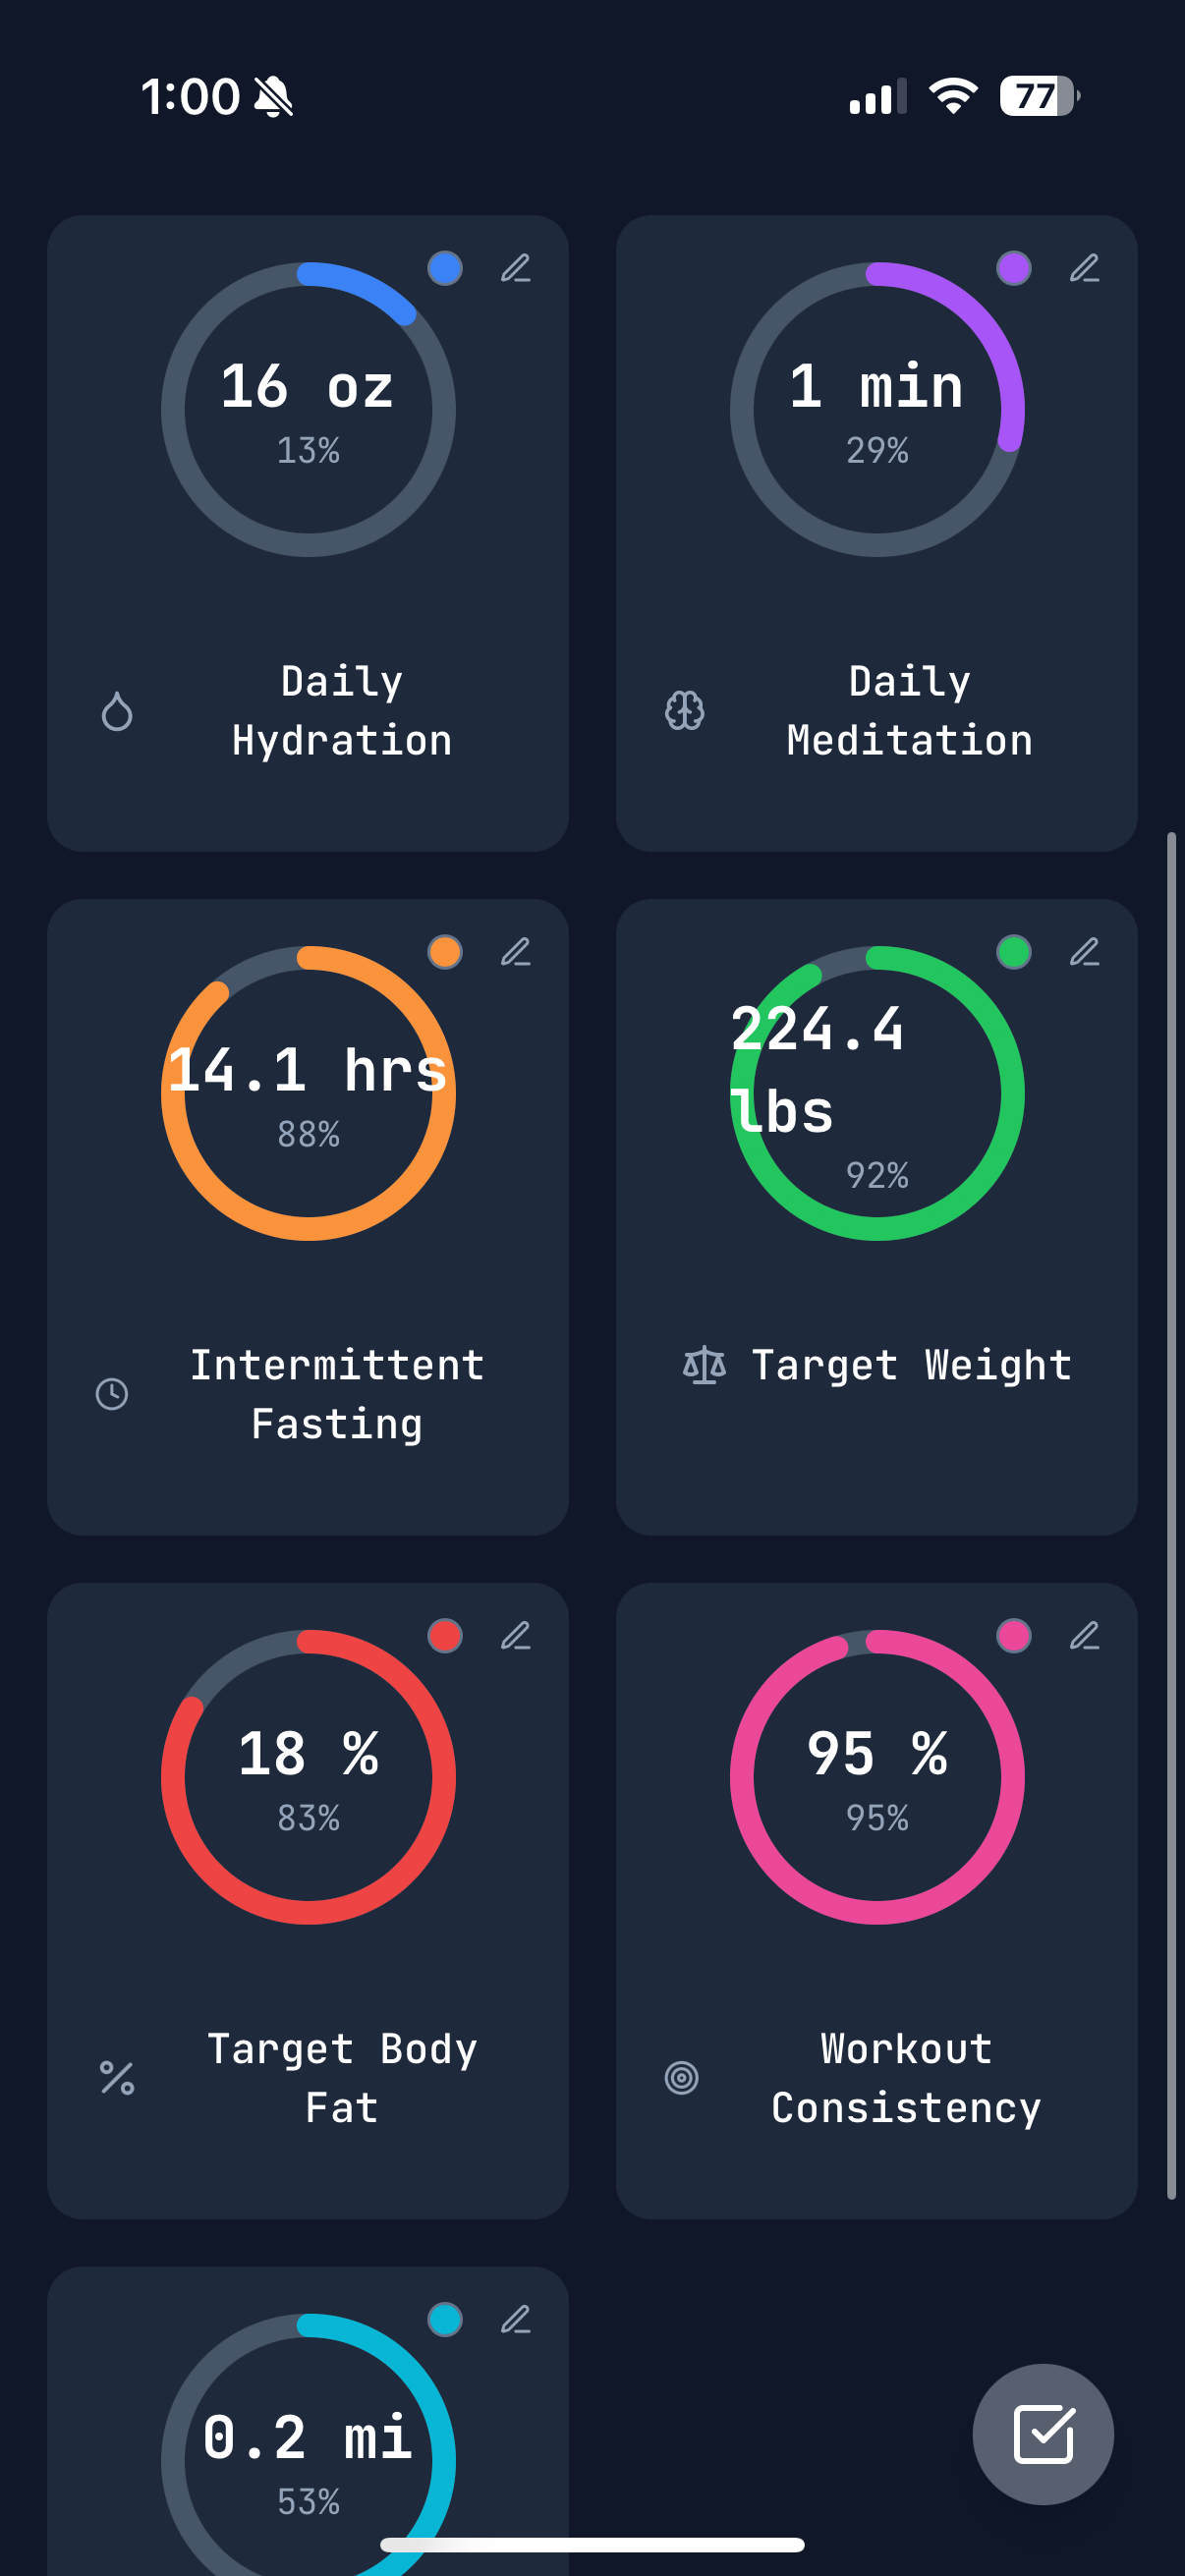 1:00
77
16 oz
13%
Daily
Hydration
1 min
29%
Daily
Meditation
14.1 hrs
88%
Intermittent
Fasting
224.4
lbs
92%
Target Weight
18 %
83%
Target Body
Fat
95 %
95%
Workout
Consistency
0.2 mi
53%